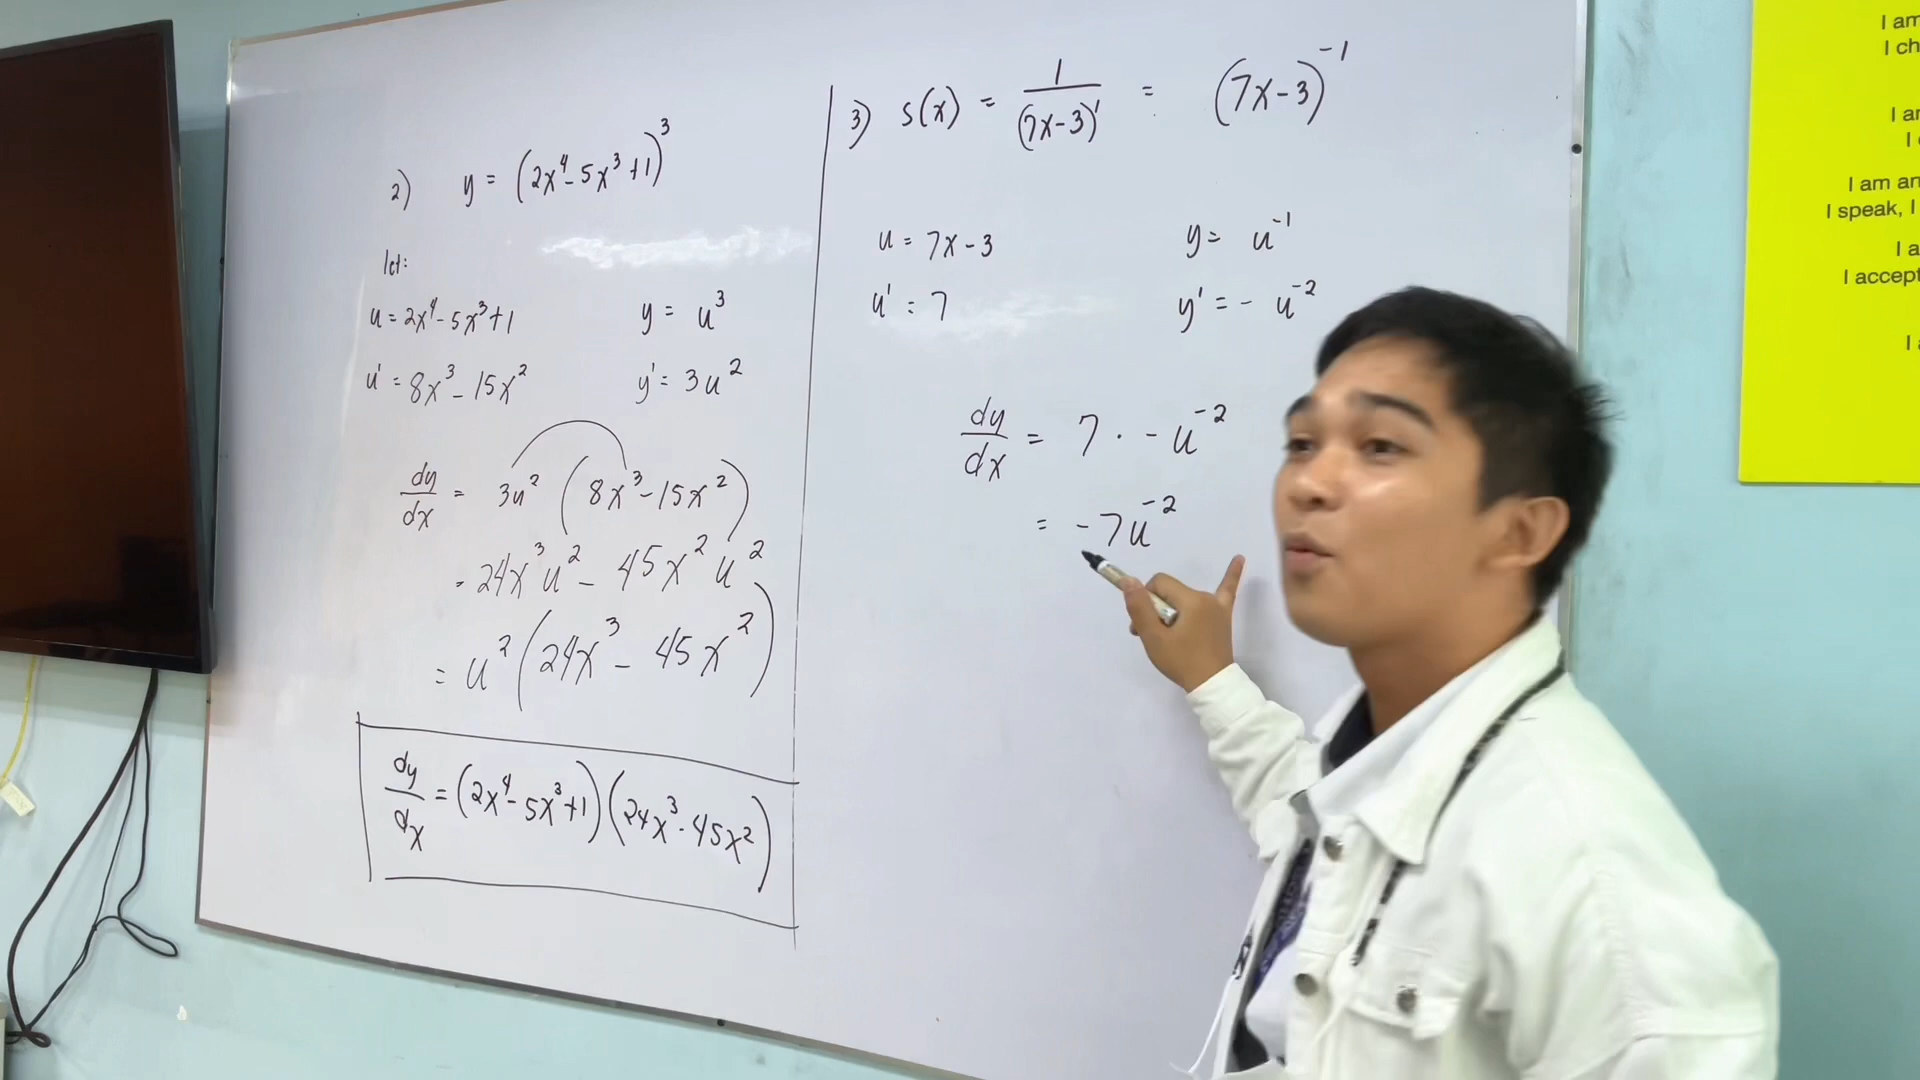 2) y = (2x⁴-5x³+1)³
let:
u = 2x⁴-5x³+1 y = u³
u' = 8x³-15x² y' = 3u²
dy/dx = 3u² (8x³-15x²)
= 24x³u² - 45x²u²
= u² (24x³ - 45x²)
dy/dx = (2x⁴-5x³+1)(24x³-45x²)
3) s(x) = 1/(7x-3)¹ = (7x-3)⁻¹
u = 7x-3 y = u⁻¹
u' = 7 y' = - u⁻²
dy/dx = 7 · -u⁻²
= -7u⁻²
I am
I ch
I
I am an
I speak, I
I a
I accept
I